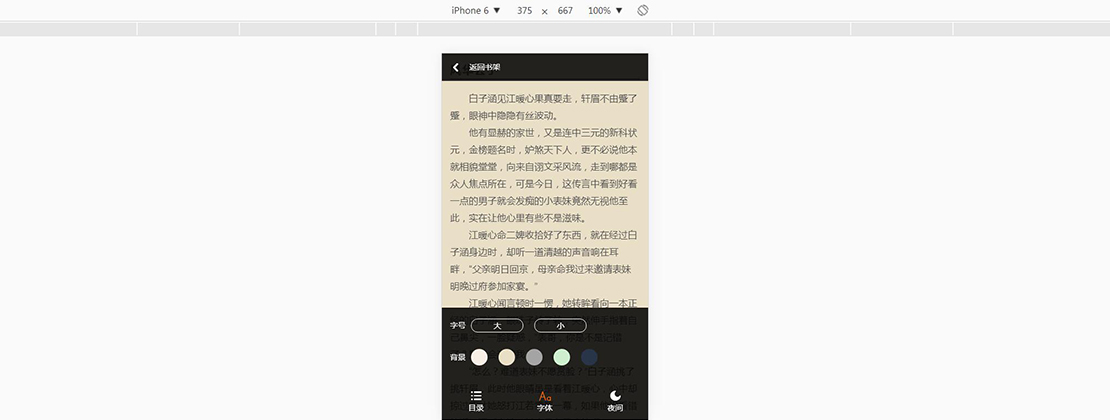 iPhone 6 ▼ 375 × 667 100% ▼
返回书架
白子涵见江暖心果真要走，轩眉不由蹙了
蹙，眼神中隐隐有丝波动。
他有显赫的家世，又是连中三元的新科状
元，金榜题名时，妒煞天下人，更不必说他本
就相貌堂堂，向来自诩文采风流，走到哪都是
众人焦点所在，可是今日，这传言中看到好看
一点的男子就会发痴的小表妹竟然无视他至
此，实在让他心里有些不是滋味。
江暖心命二婢收拾好了东西，就在经过白
子涵身边时，却听一道清越的声音响在耳
畔，“父亲明日回京，母亲命我过来邀请表妹
明晚过府参加家宴。”
江暖心闻言顿时一愣，她转眸看向一本正
字号 大 小
背景
目录 字体 夜间